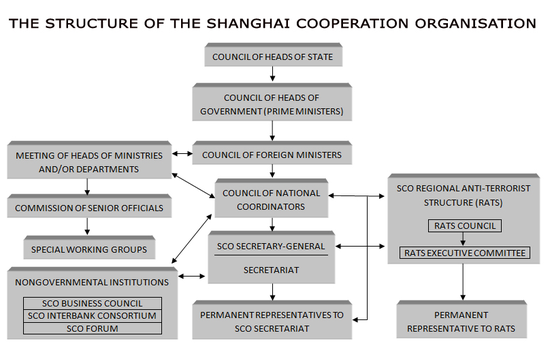 THE STRUCTURE OF THE SHANGHAI COOPERATION ORGANISATION
COUNCIL OF HEADS OF STATE
COUNCIL OF HEADS OF
GOVERNMENT (PRIME MINISTERS)
MEETING OF HEADS OF MINISTRIES
AND/OR DEPARTMENTS
COUNCIL OF FOREIGN MINISTERS
COMMISSION OF SENIOR OFFICIALS
COUNCIL OF NATIONAL
COORDINATORS
SCO REGIONAL ANTI-TERRORIST
STRUCTURE (RATS)
RATS COUNCIL
RATS EXECUTIVE COMMITTEE
SPECIAL WORKING GROUPS
SCO SECRETARY-GENERAL
SECRETARIAT
NONGOVERNMENTAL INSTITUTIONS
SCO BUSINESS COUNCIL
SCO INTERBANK CONSORTIUM
SCO FORUM
PERMANENT REPRESENTATIVES TO
SCO SECRETARIAT
PERMANENT
REPRESENTATIVE TO RATS